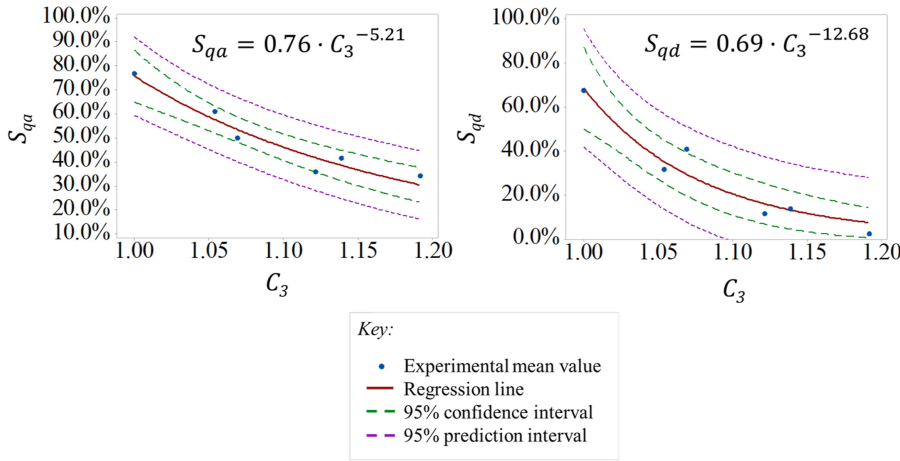 S_qa = 0.76 · C_3^−5.21
S_qa
100.0%
90.0%
80.0%
70.0%
60.0%
50.0%
40.0%
30.0%
20.0%
10.0%
1.00 1.05 1.10 1.15 1.20
C_3
S_qd = 0.69 · C_3^−12.68
S_qd
100.0%
80.0%
60.0%
40.0%
20.0%
0.0%
1.00 1.05 1.10 1.15 1.20
C_3
Key:
Experimental mean value
Regression line
95% confidence interval
95% prediction interval